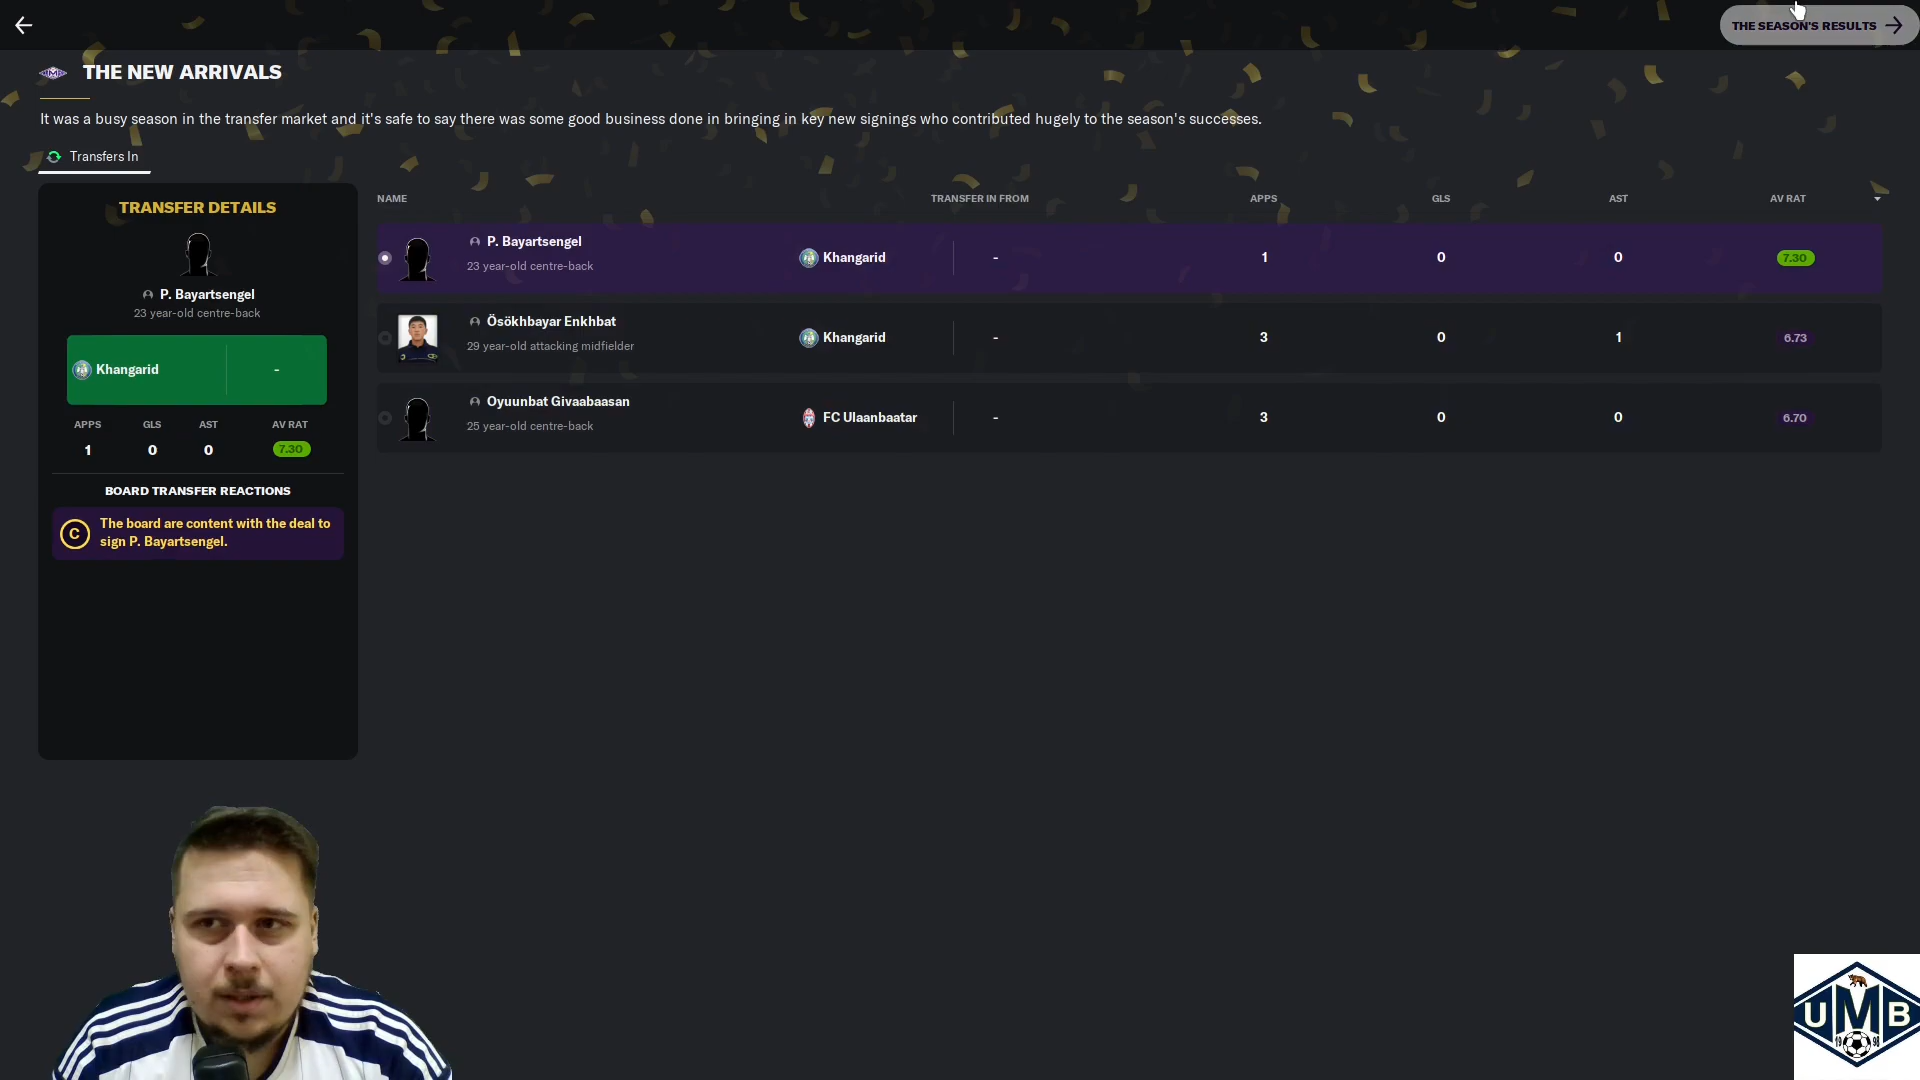 THE SEASON'S RESULTS
THE NEW ARRIVALS
It was a busy season in the transfer market and it's safe to say there was some good business done in bringing in key new signings who contributed hugely to the season's successes.
Transfers In
TRANSFER DETAILS
P. Bayartsengel
23 year-old centre-back
Khangarid -
APPS GLS AST AV RAT
1 0 0 7.30
BOARD TRANSFER REACTIONS
C The board are content with the deal to
sign P. Bayartsengel.
NAME TRANSFER IN FROM APPS GLS AST AV RAT
P. Bayartsengel
23 year-old centre-back
Khangarid - 1 0 0 7.30
Ösökhbayar Enkhbat
29 year-old attacking midfielder
Khangarid - 3 0 1 6.73
Oyuunbat Givaabaasan
25 year-old centre-back
FC Ulaanbaatar - 3 0 0 6.70
UMB
19 98